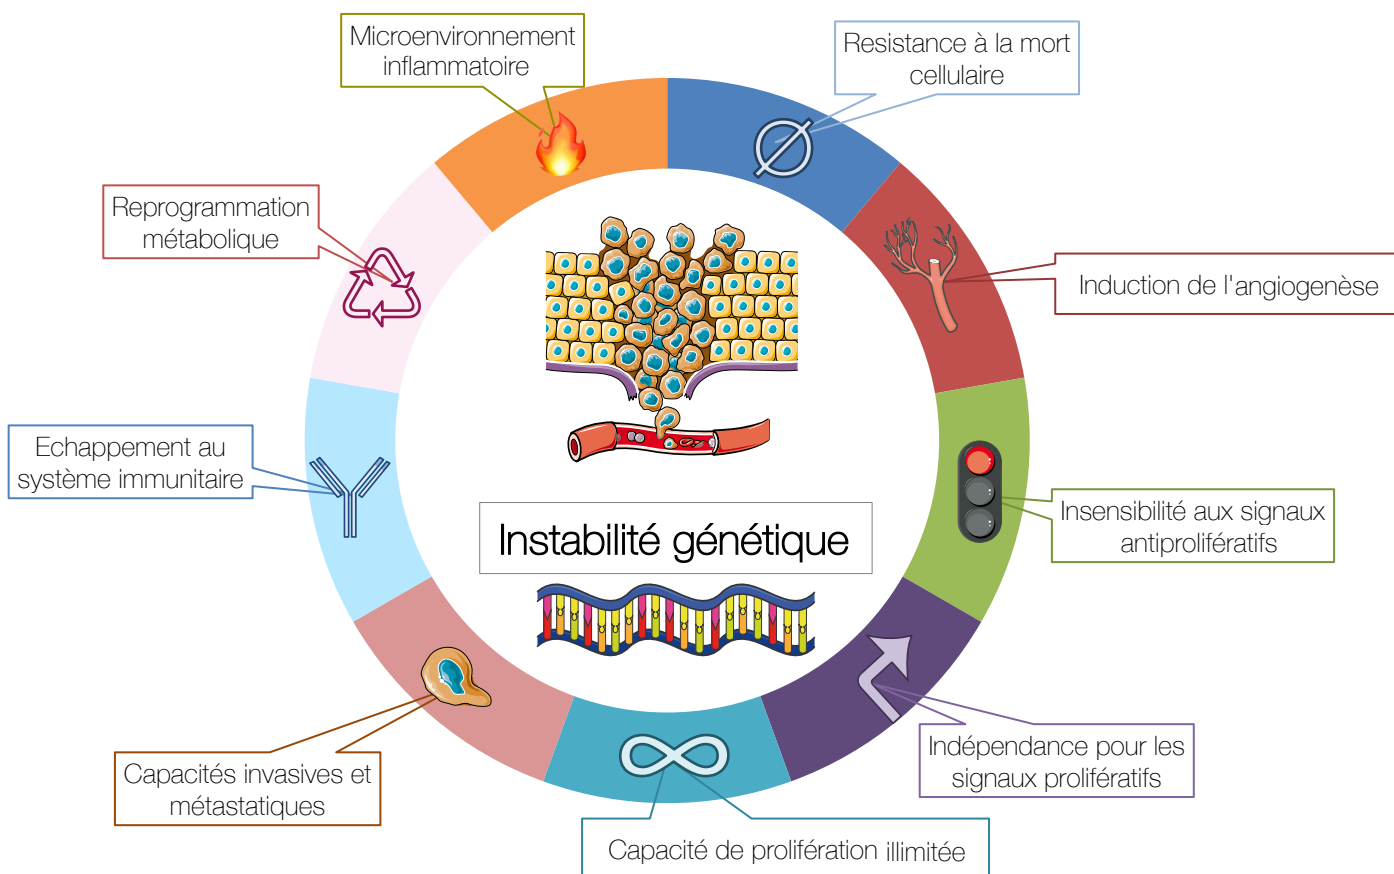 Microenvironnement
inflammatoire
Resistance à la mort
cellulaire
Reprogrammation
métabolique
Induction de l'angiogenèse
Echappement au
système immunitaire
Insensibilité aux signaux
antiprolifératifs
Instabilité génétique
Indépendance pour les
signaux prolifératifs
Capacités invasives et
métastatiques
Capacité de prolifération illimitée